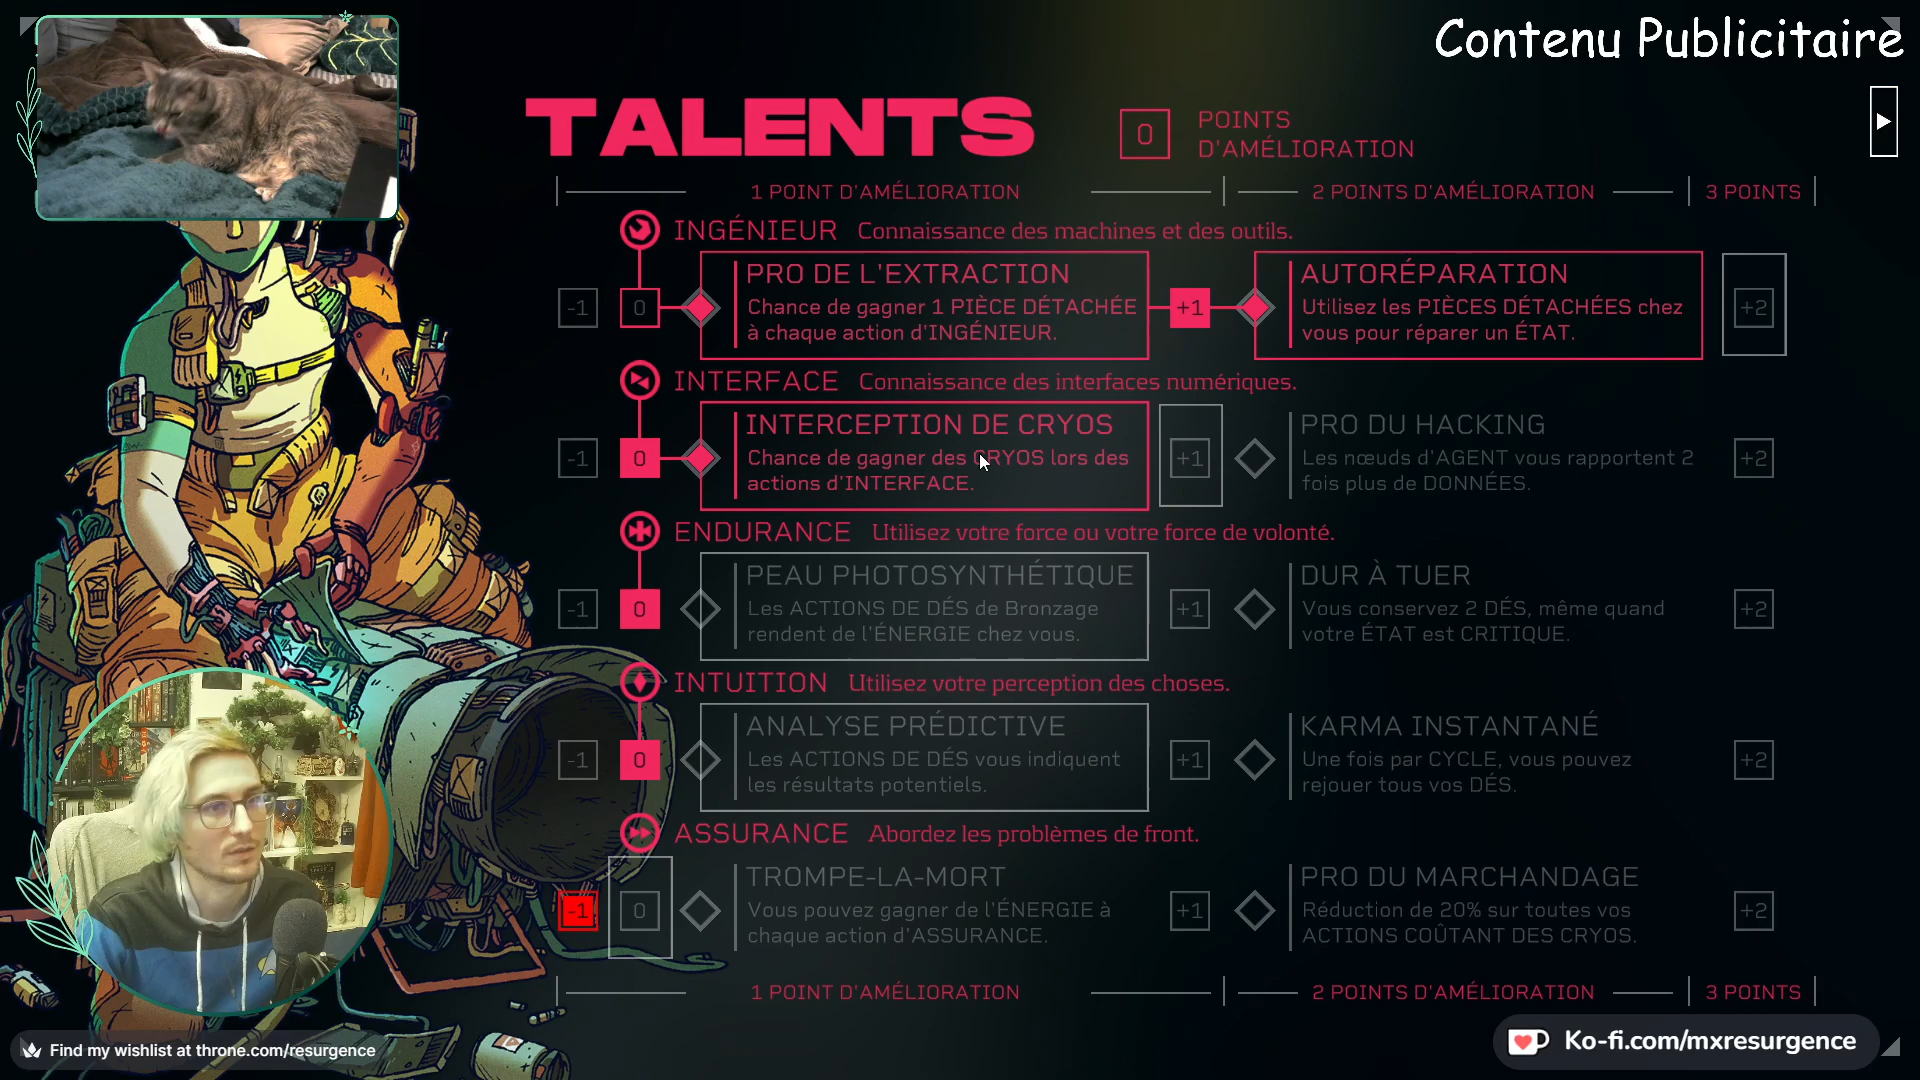 Contenu Publicitaire
TALENTS
0 POINTS
D'AMÉLIORATION
1 POINT D'AMÉLIORATION 2 POINTS D'AMÉLIORATION 3 POINTS
INGÉNIEUR Connaissance des machines et des outils.
-1 0 +1 +2
PRO DE L'EXTRACTION
Chance de gagner 1 PIÈCE DÉTACHÉE
à chaque action d'INGÉNIEUR.
AUTORÉPARATION
Utilisez les PIÈCES DÉTACHÉES chez
vous pour réparer un ÉTAT.
INTERFACE Connaissance des interfaces numériques.
-1 0 +1 +2
INTERCEPTION DE CRYOS
Chance de gagner des CRYOS lors des
actions d'INTERFACE.
PRO DU HACKING
Les nœuds d'AGENT vous rapportent 2
fois plus de DONNÉES.
ENDURANCE Utilisez votre force ou votre force de volonté.
-1 0 +1 +2
PEAU PHOTOSYNTHÉTIQUE
Les ACTIONS DE DÉS de Bronzage
rendent de l'ÉNERGIE chez vous.
DUR À TUER
Vous conservez 2 DÉS, même quand
votre ÉTAT est CRITIQUE.
INTUITION Utilisez votre perception des choses.
-1 0 +1 +2
ANALYSE PRÉDICTIVE
Les ACTIONS DE DÉS vous indiquent
les résultats potentiels.
KARMA INSTANTANÉ
Une fois par CYCLE, vous pouvez
rejouer tous vos DÉS.
ASSURANCE Abordez les problèmes de front.
-1 0 +1 +2
TROMPE-LA-MORT
Vous pouvez gagner de l'ÉNERGIE à
chaque action d'ASSURANCE.
PRO DU MARCHANDAGE
Réduction de 20% sur toutes vos
ACTIONS COÛTANT DES CRYOS.
1 POINT D'AMÉLIORATION 2 POINTS D'AMÉLIORATION 3 POINTS
Find my wishlist at throne.com/resurgence
Ko-fi.com/mxresurgence